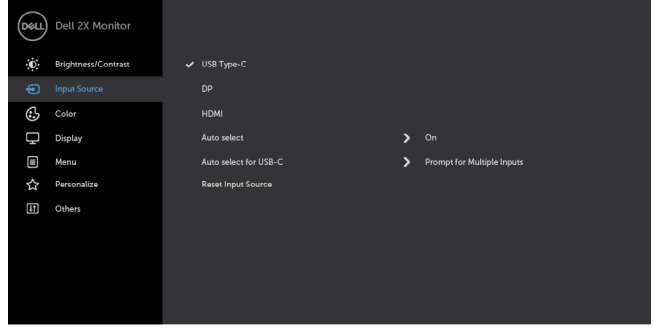 DELL Dell 2X Monitor
Brightness/Contrast USB Type-C
Input Source DP
Color HDMI
Display Auto select On
Menu Auto select for USB-C Prompt for Multiple Inputs
Personalize Reset Input Source
Others